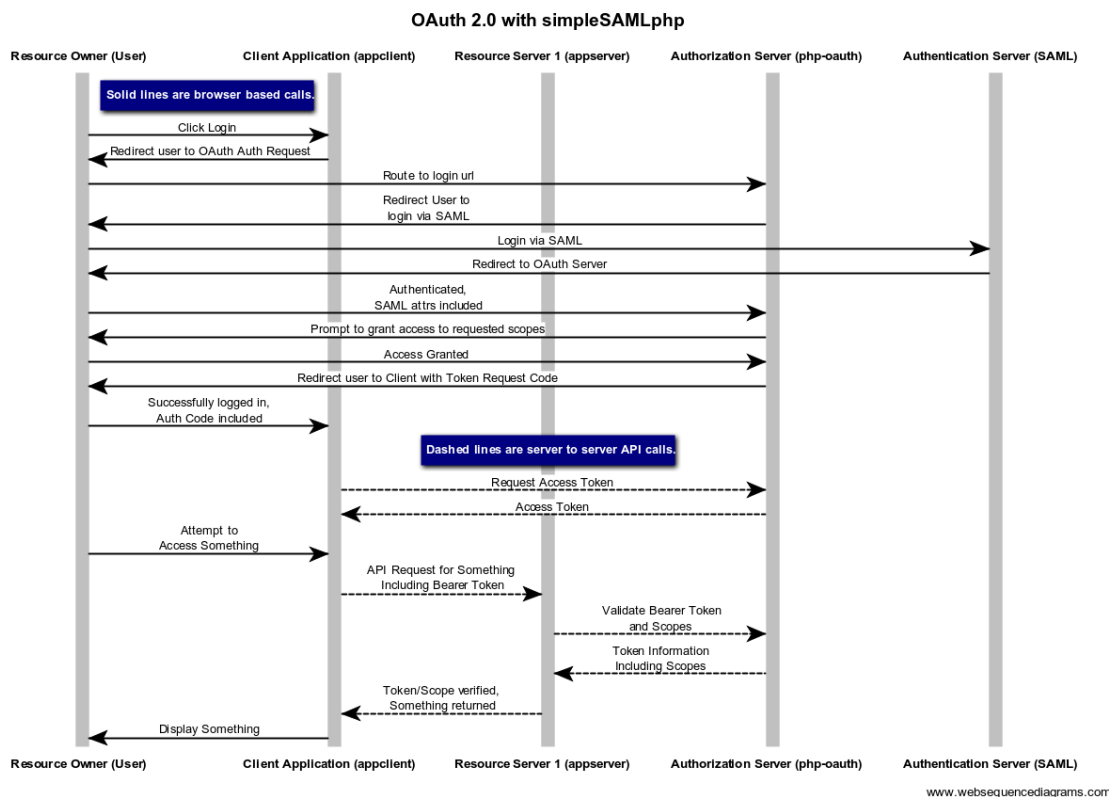 OAuth 2.0 with simpleSAMLphp
Resource Owner (User) Client Application (appclient) Resource Server 1 (appserver) Authorization Server (php-oauth) Authentication Server (SAML)
Solid lines are browser based calls.
Click Login
Redirect user to OAuth Auth Request
Route to login url
Redirect User to
login via SAML
Login via SAML
Redirect to OAuth Server
Authenticated,
SAML attrs included
Prompt to grant access to requested scopes
Access Granted
Redirect user to Client with Token Request Code
Successfully logged in,
Auth Code included
Dashed lines are server to server API calls.
Request Access Token
Access Token
Attempt to
Access Something
API Request for Something
Including Bearer Token
Validate Bearer Token
and Scopes
Token Information
Including Scopes
Token/Scope verified,
Something returned
Display Something
Resource Owner (User) Client Application (appclient) Resource Server 1 (appserver) Authorization Server (php-oauth) Authentication Server (SAML)
www.websequencediagrams.com